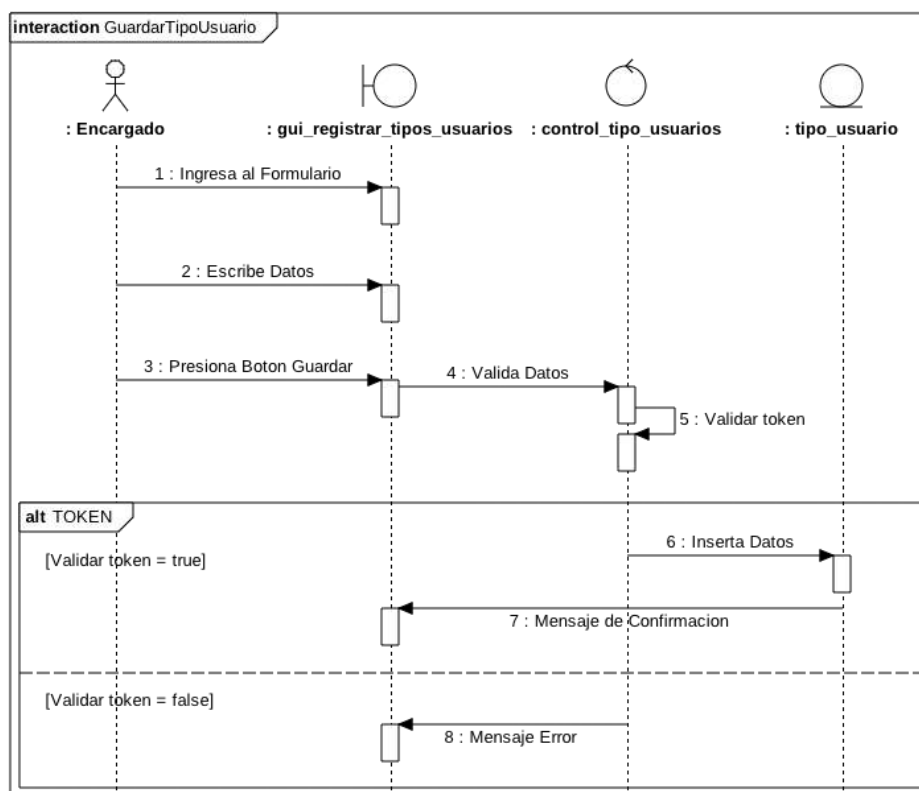 interaction GuardarTipoUsuario
: Encargado
: gui_registrar_tipos_usuarios
: control_tipo_usuarios
: tipo_usuario
1 : Ingresa al Formulario
2 : Escribe Datos
3 : Presiona Boton Guardar
4 : Valida Datos
5 : Validar token
alt TOKEN
6 : Inserta Datos
[Validar token = true]
7 : Mensaje de Confirmacion
[Validar token = false]
8 : Mensaje Error